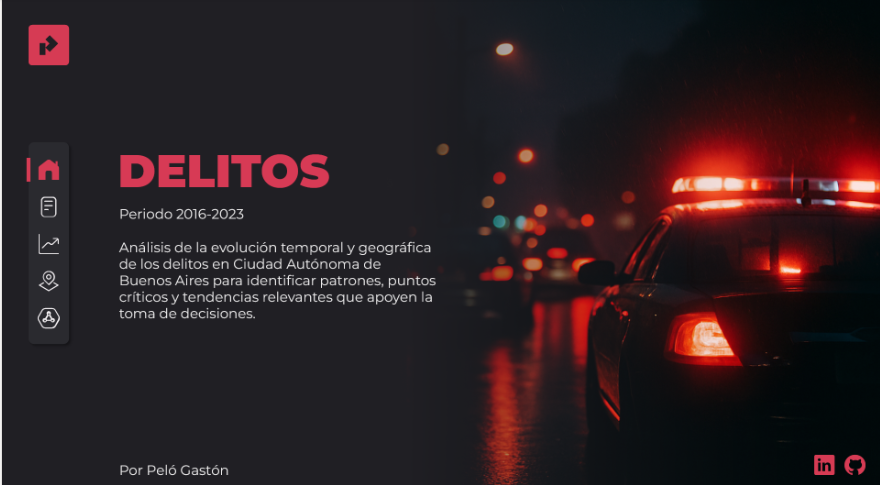 DELITOS
Periodo 2016-2023
Análisis de la evolución temporal y geográfica
de los delitos en Ciudad Autónoma de
Buenos Aires para identificar patrones, puntos
críticos y tendencias relevantes que apoyen la
toma de decisiones.
Por Peló Gastón
in